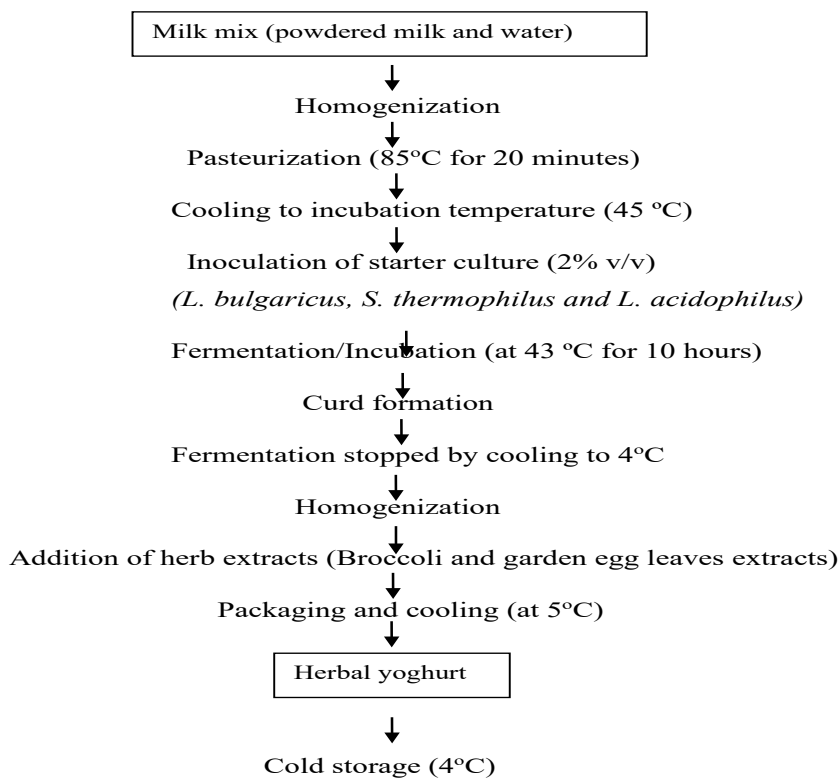 Milk mix (powdered milk and water)
Homogenization
Pasteurization (85ºC for 20 minutes)
Cooling to incubation temperature (45 ºC)
Inoculation of starter culture (2% v/v)
(L. bulgaricus, S. thermophilus and L. acidophilus)
Fermentation/Incubation (at 43 ºC for 10 hours)
Curd formation
Fermentation stopped by cooling to 4ºC
Homogenization
Addition of herb extracts (Broccoli and garden egg leaves extracts)
Packaging and cooling (at 5ºC)
Herbal yoghurt
Cold storage (4ºC)